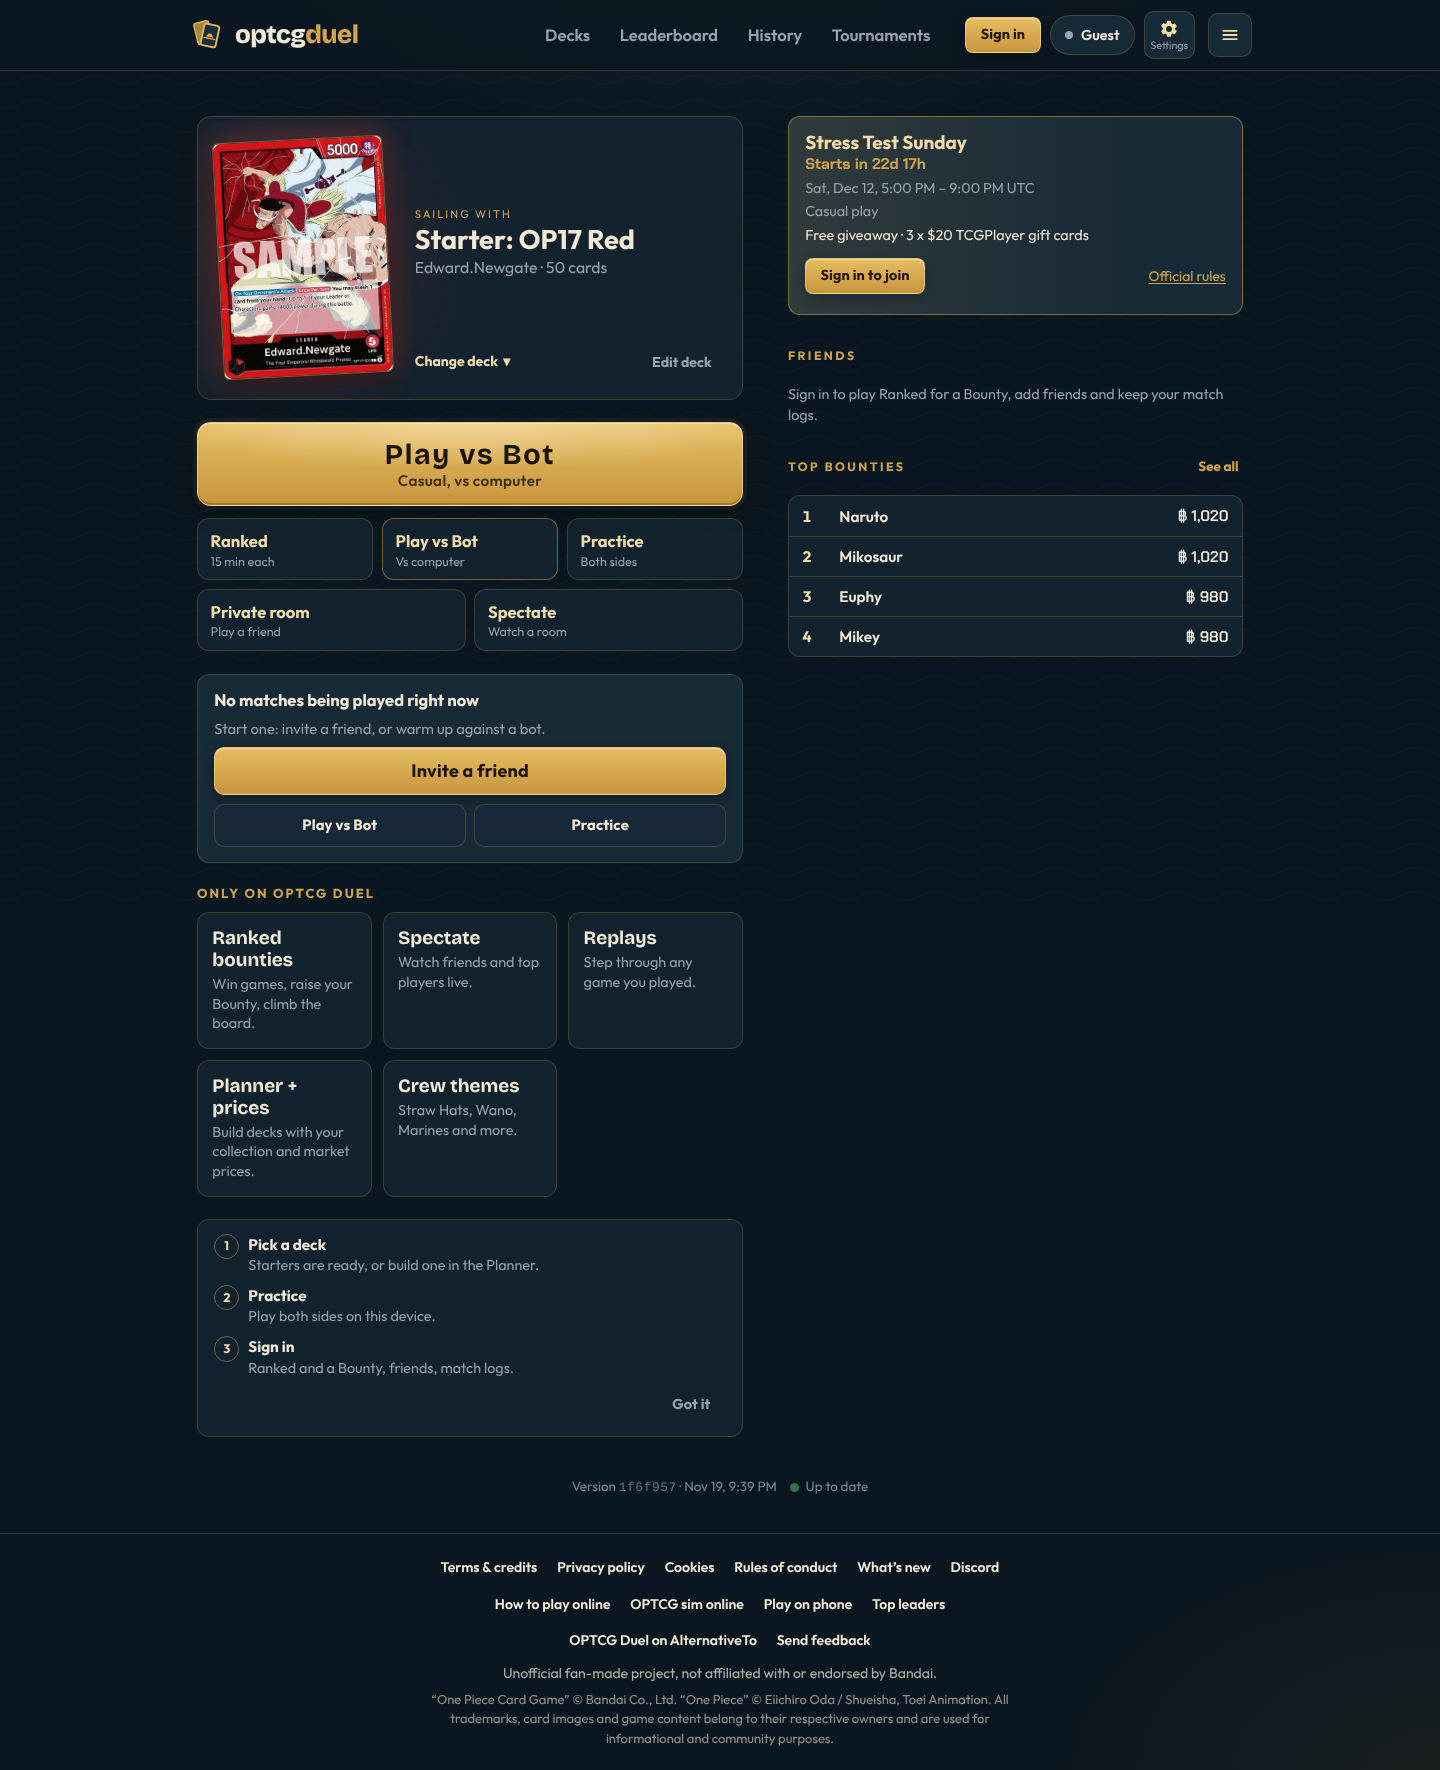 optcgduel
Decks
Leaderboard
History
Tournaments
Sign in
Guest
Settings
5000
SAMPLE
LEADER
Edward.Newgate
The Four Emperors/Whitebeard Pirates
5
SAILING WITH
Starter: OP17 Red
Edward.Newgate · 50 cards
Change deck ▾
Edit deck
Play vs Bot
Casual, vs computer
Ranked
15 min each
Play vs Bot
Vs computer
Practice
Both sides
Private room
Play a friend
Spectate
Watch a room
No matches being played right now
Start one: invite a friend, or warm up against a bot.
Invite a friend
Play vs Bot
Practice
ONLY ON OPTCG DUEL
Ranked
bounties
Win games, raise your
Bounty, climb the
board.
Spectate
Watch friends and top
players live.
Replays
Step through any
game you played.
Planner +
prices
Build decks with your
collection and market
prices.
Crew themes
Straw Hats, Wano,
Marines and more.
1 Pick a deck
Starters are ready, or build one in the Planner.
2 Practice
Play both sides on this device.
3 Sign in
Ranked and a Bounty, friends, match logs.
Got it
Stress Test Sunday
Starts in 22d 17h
Sat, Dec 12, 5:00 PM – 9:00 PM UTC
Casual play
Free giveaway · 3 x $20 TCGPlayer gift cards
Sign in to join
Official rules
FRIENDS
Sign in to play Ranked for a Bounty, add friends and keep your match
logs.
TOP BOUNTIES
See all
1 Naruto ฿ 1,020
2 Mikosaur ฿ 1,020
3 Euphy ฿ 980
4 Mikey ฿ 980
Version 1f6f957 · Nov 19, 9:39 PM Up to date
Terms & credits Privacy policy Cookies Rules of conduct What's new Discord
How to play online OPTCG sim online Play on phone Top leaders
OPTCG Duel on AlternativeTo Send feedback
Unofficial fan-made project, not affiliated with or endorsed by Bandai.
“One Piece Card Game” © Bandai Co., Ltd. “One Piece” © Eiichiro Oda / Shueisha, Toei Animation. All
trademarks, card images and game content belong to their respective owners and are used for
informational and community purposes.